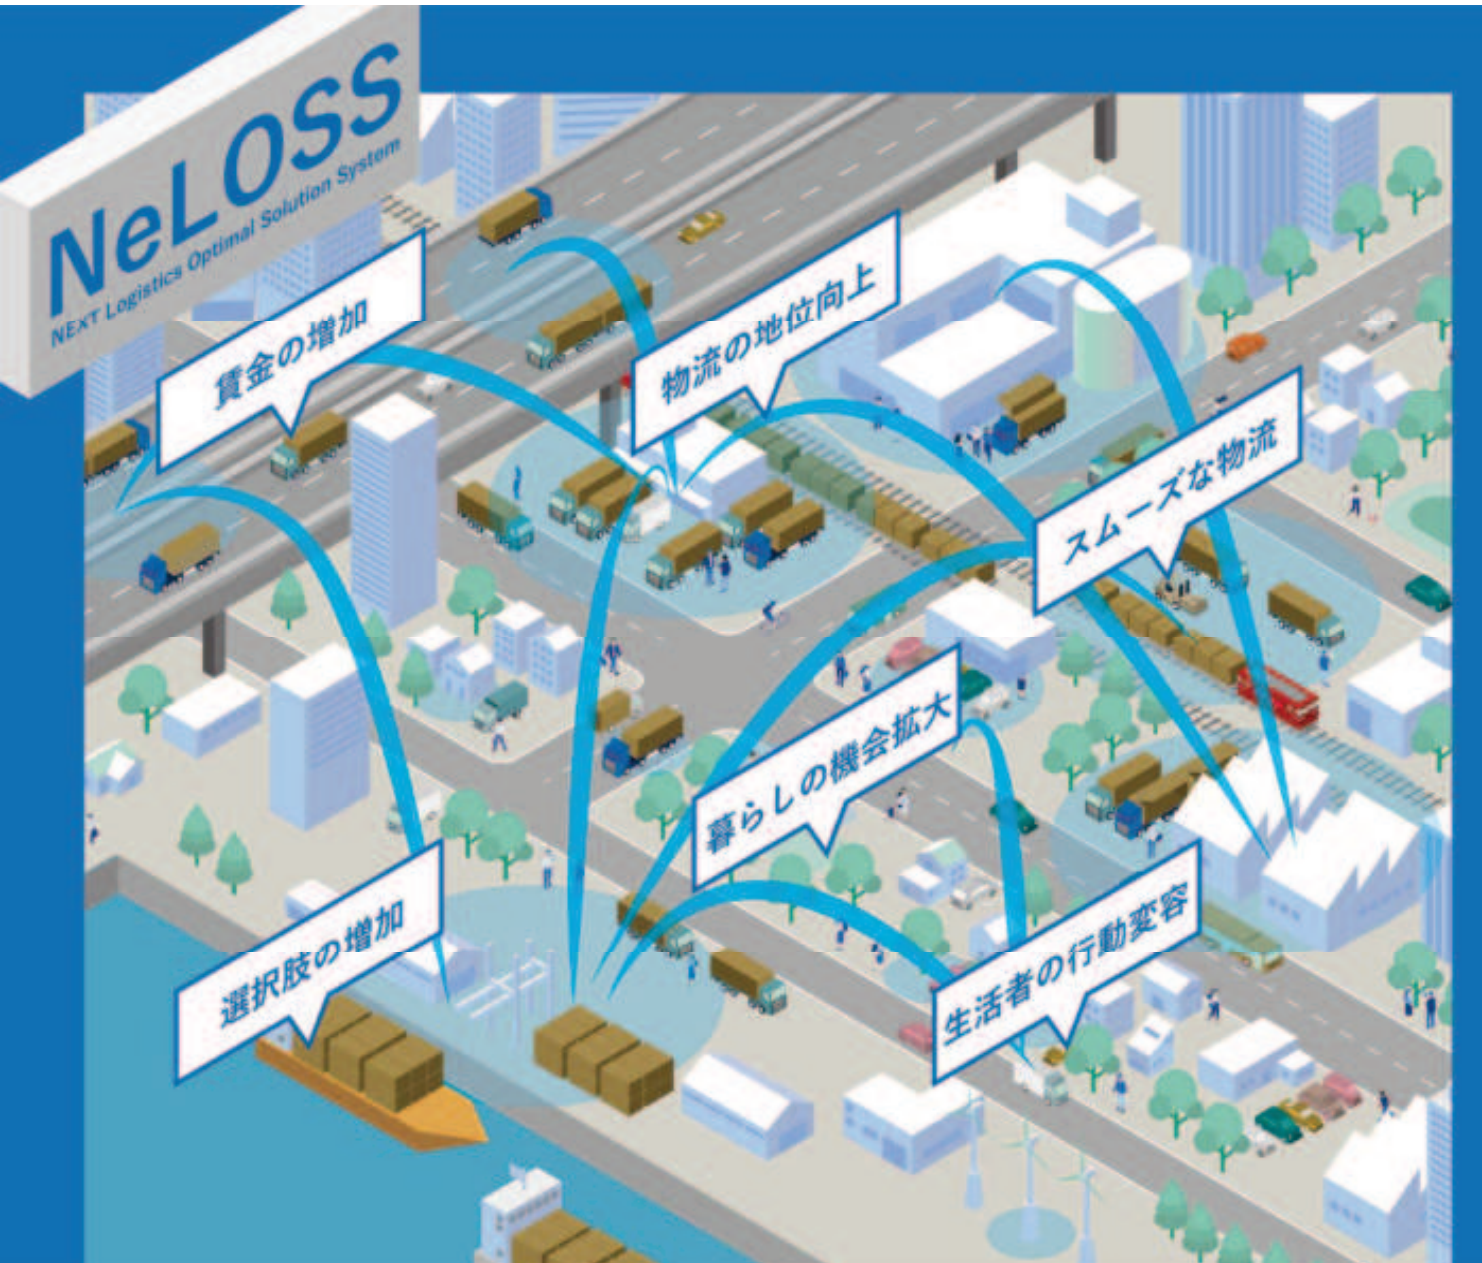 NeLOSS
NEXT Logistics Optimal Solution System
賃金の増加
物流の地位向上
スムーズな物流
暮らしの機会拡大
選択肢の増加
生活者の行動変容